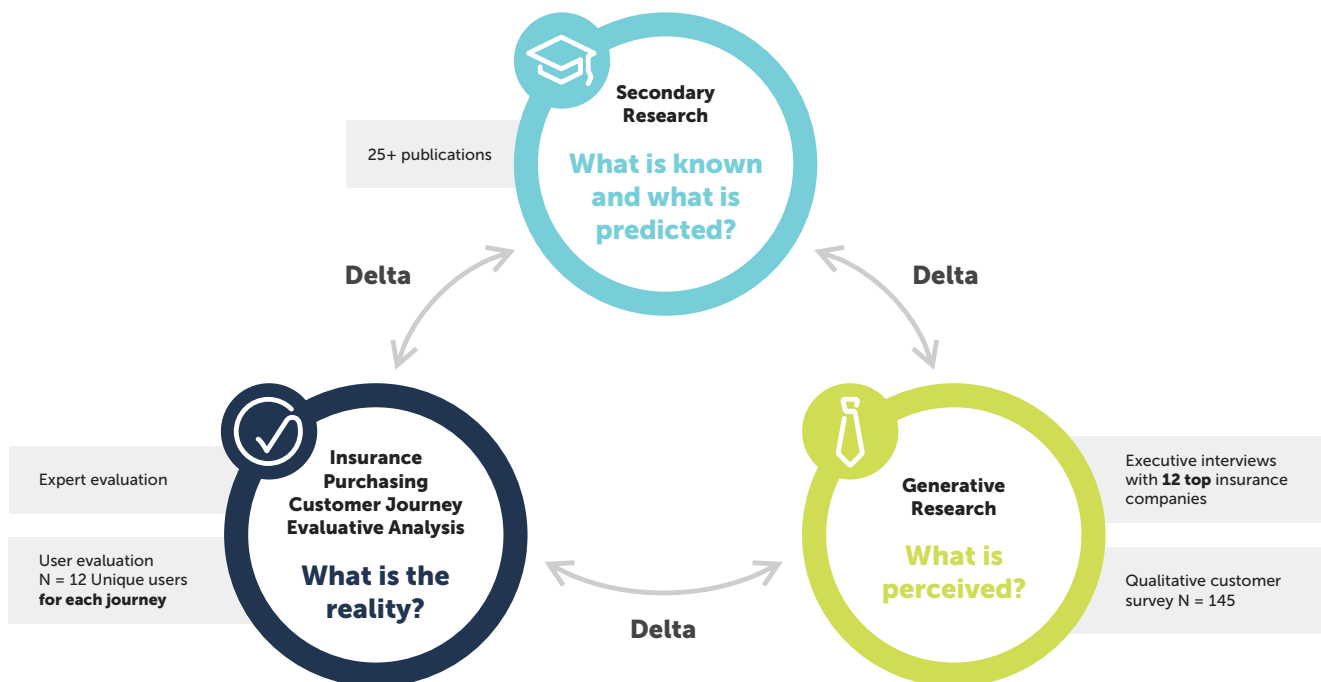 Secondary
Research
What is known
and what is
predicted?
25+ publications
Delta
Delta
Insurance
Purchasing
Customer Journey
Evaluative Analysis
What is the
reality?
Expert evaluation
User evaluation
N = 12 Unique users
for each journey
Delta
Generative
Research
What is
perceived?
Executive interviews
with 12 top insurance
companies
Qualitative customer
survey N = 145